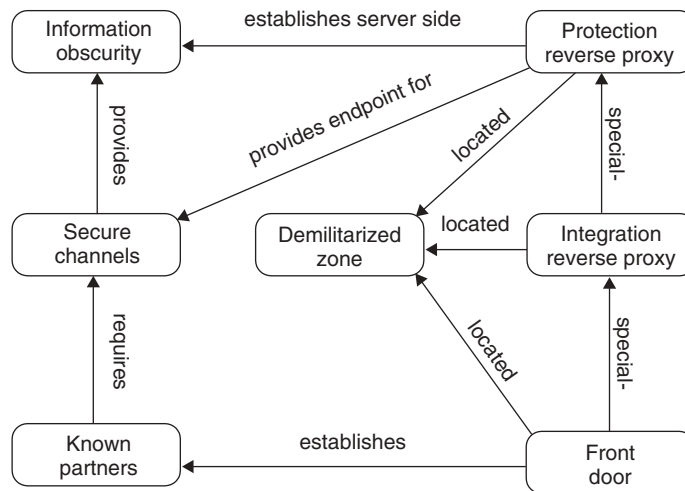 Information
obscurity
establishes server side
Protection
reverse proxy
provides
provides endpoint for
located
special-
Secure
channels
Demilitarized
zone
located
Integration
reverse proxy
requires
located
special-
Known
partners
establishes
Front
door